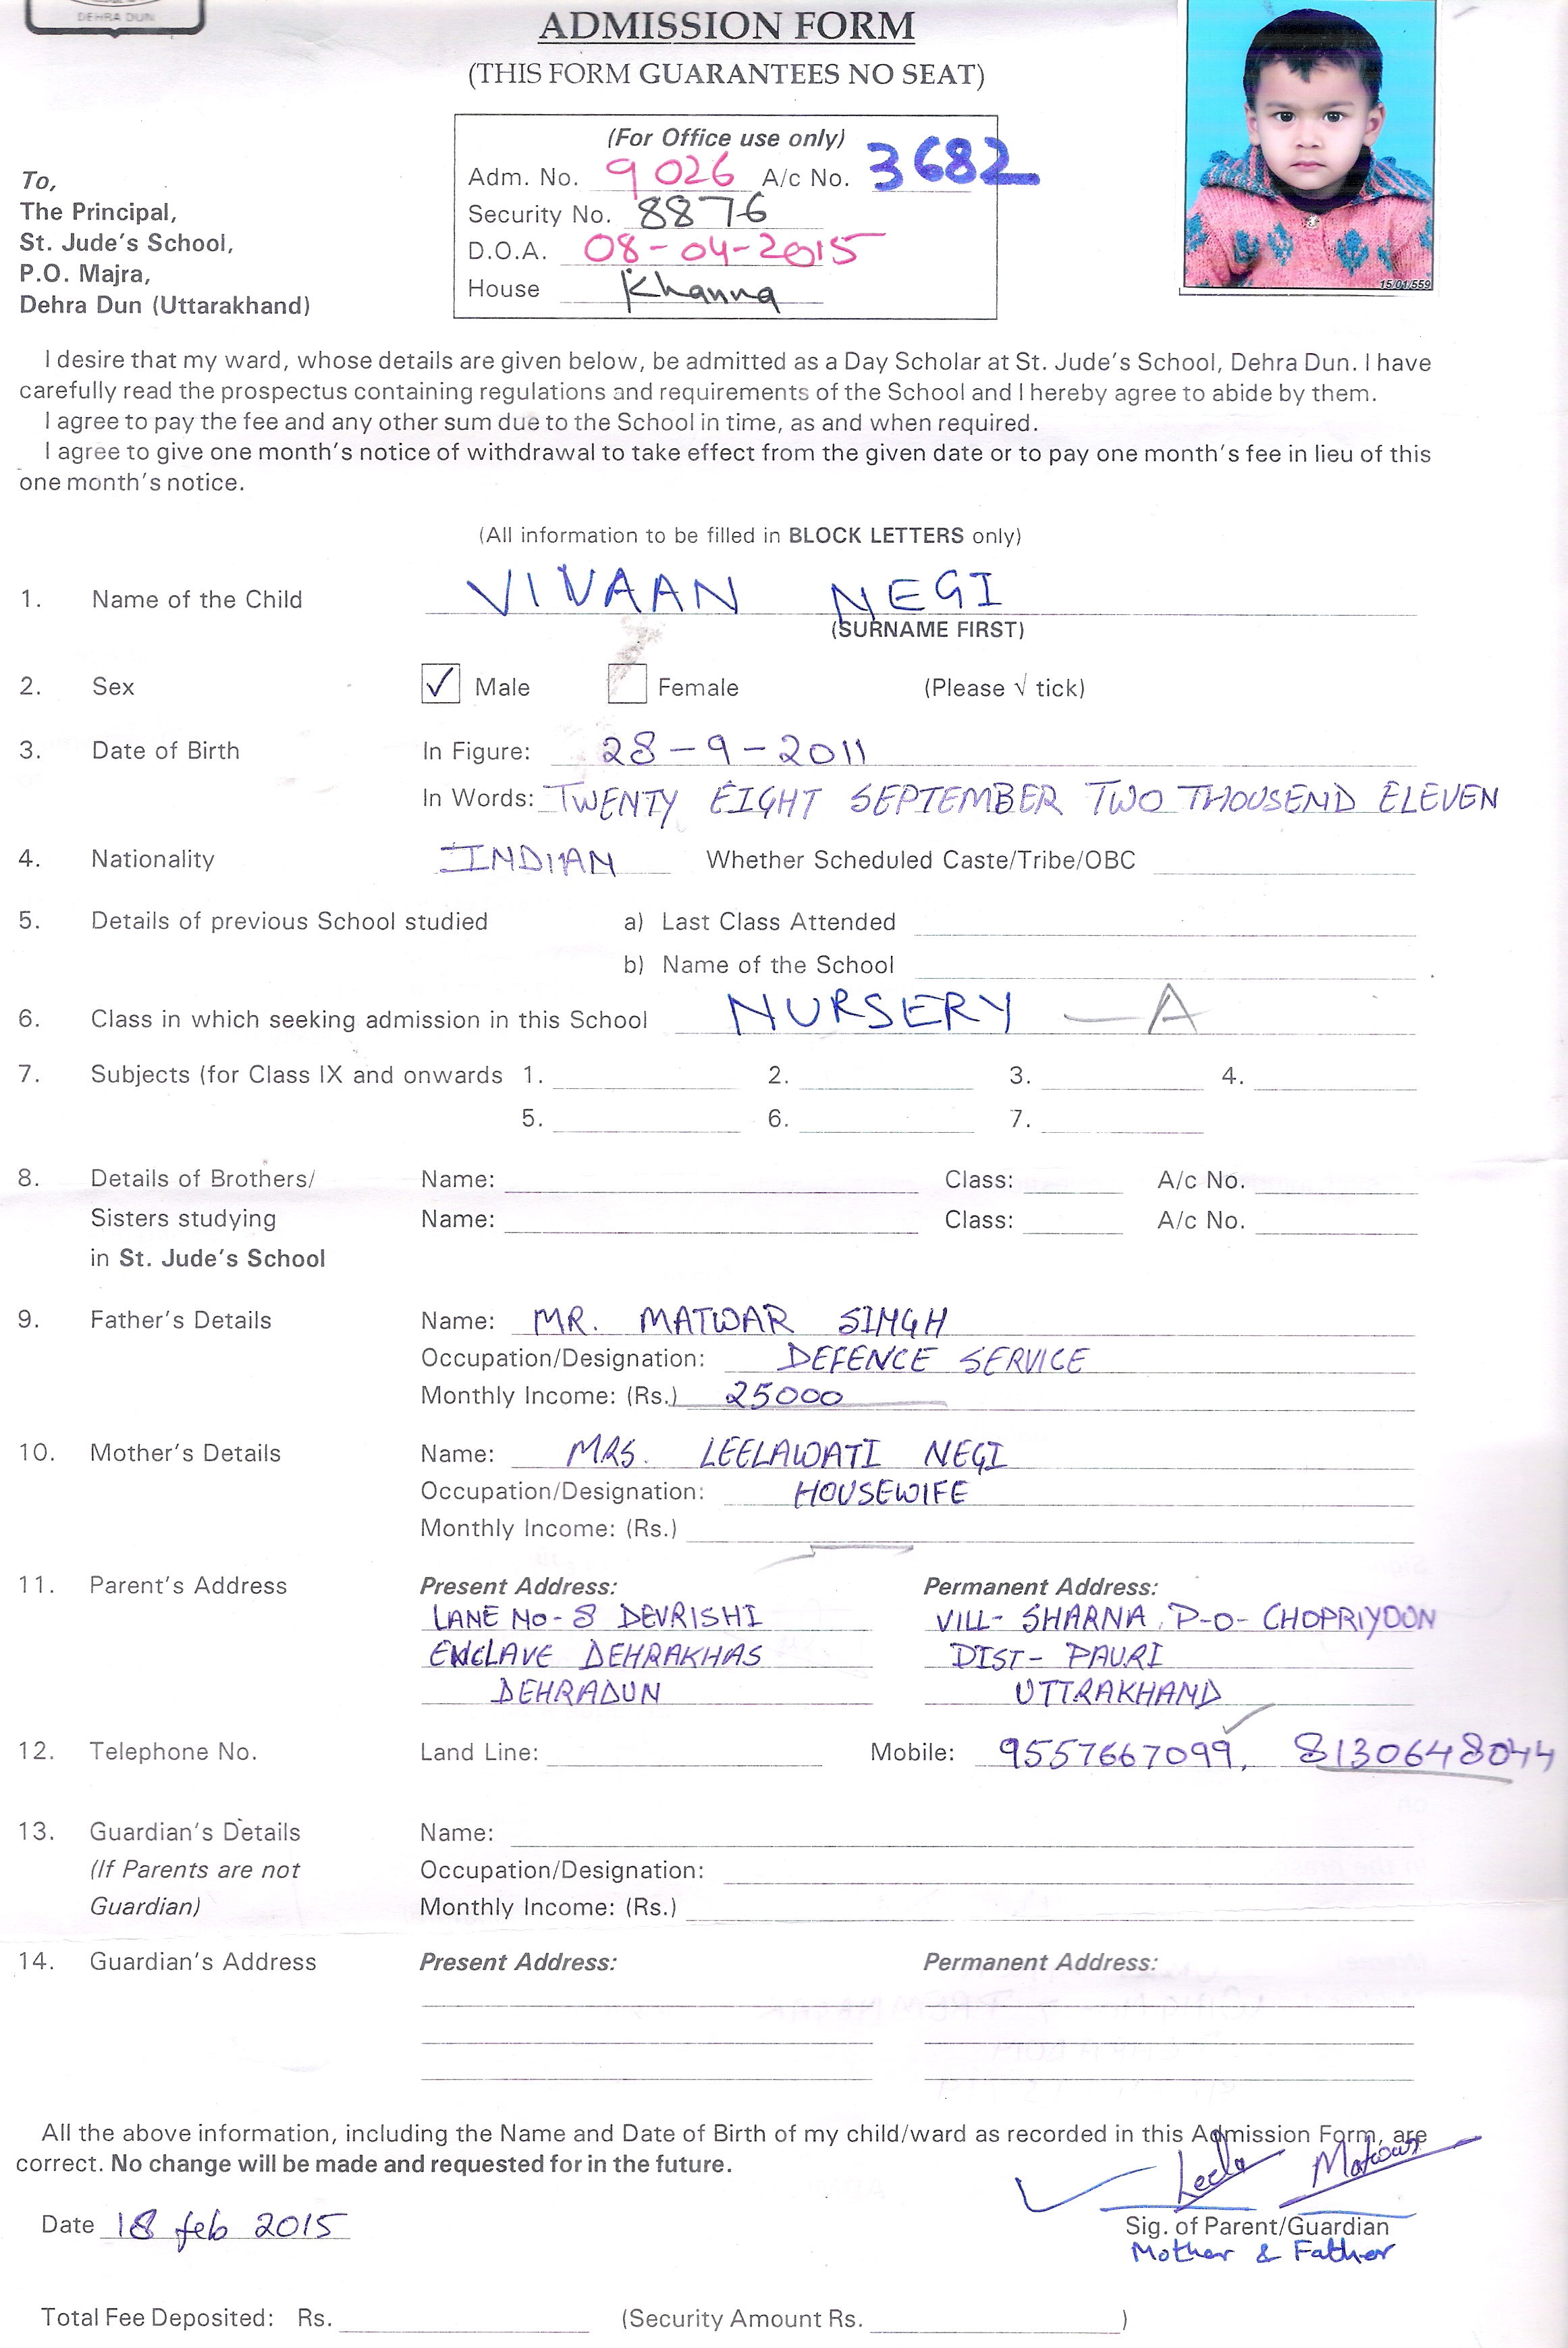 DEHRA DUN
ADMISSION FORM
(THIS FORM GUARANTEES NO SEAT)
(For Office use only)
Adm. No. 9026 A/c No. 3682
Security No. 8876
D.O.A. 08-04-2015
House Khanna
15/01/559
To,
The Principal,
St. Jude's School,
P.O. Majra,
Dehra Dun (Uttarakhand)
I desire that my ward, whose details are given below, be admitted as a Day Scholar at St. Jude's School, Dehra Dun. I have
carefully read the prospectus containing regulations and requirements of the School and I hereby agree to abide by them.
I agree to pay the fee and any other sum due to the School in time, as and when required.
I agree to give one month's notice of withdrawal to take effect from the given date or to pay one month's fee in lieu of this
one month's notice.
(All information to be filled in BLOCK LETTERS only)
1. Name of the Child VIVAAN NEGI
(SURNAME FIRST)
2. Sex ✓ Male Female (Please √ tick)
3. Date of Birth In Figure: 28-9-2011
In Words: TWENTY EIGHT SEPTEMBER TWO THOUSEND ELEVEN
4. Nationality INDIAN Whether Scheduled Caste/Tribe/OBC
5. Details of previous School studied a) Last Class Attended
b) Name of the School
6. Class in which seeking admission in this School NURSERY - A
7. Subjects (for Class IX and onwards 1. 2. 3. 4.
5. 6. 7.
8. Details of Brothers/ Name: Class: A/c No.
Sisters studying Name: Class: A/c No.
in St. Jude's School
9. Father's Details Name: MR. MATWAR SINGH
Occupation/Designation: DEFENCE SERVICE
Monthly Income: (Rs.) 25000
10. Mother's Details Name: MRS. LEELAWATI NEGI
Occupation/Designation: HOUSEWIFE
Monthly Income: (Rs.)
11. Parent's Address Present Address: Permanent Address:
LANE NO-8 DEVRISHI VILL- SHARNA P-O- CHOPRIYOON
ENCLAVE DEHRAKHAS DIST- PAURI
DEHRADUN UTTRAKHAND
12. Telephone No. Land Line: Mobile: 9557667099, 8130648044
13. Guardian's Details Name:
(If Parents are not Occupation/Designation:
Guardian) Monthly Income: (Rs.)
14. Guardian's Address Present Address: Permanent Address:
All the above information, including the Name and Date of Birth of my child/ward as recorded in this Admission Form, are
correct. No change will be made and requested for in the future.
Leela Matwar
Date 18 feb 2015
Sig. of Parent/Guardian
Mother & Father
Total Fee Deposited: Rs. (Security Amount Rs. )